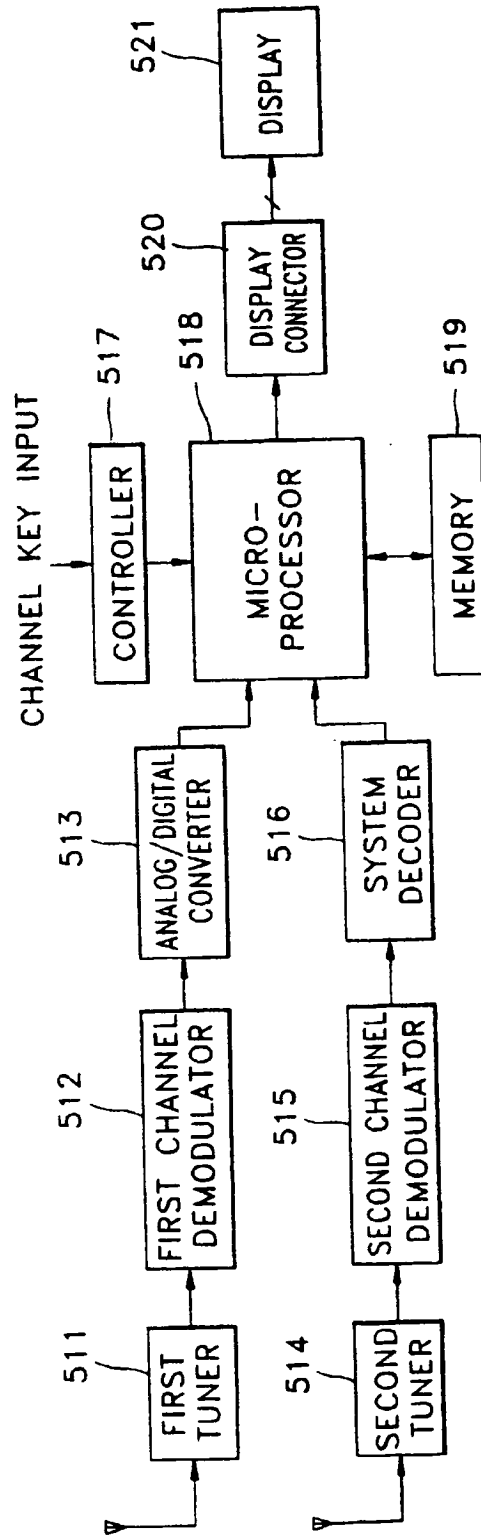 CHANNEL KEY INPUT
511
FIRST
TUNER
512
FIRST CHANNEL
DEMODULATOR
513
ANALOG/DIGITAL
CONVERTER
514
SECOND
TUNER
515
SECOND CHANNEL
DEMODULATOR
516
SYSTEM
DECODER
517
CONTROLLER
518
MICRO-
PROCESSOR
519
MEMORY
520
DISPLAY
CONNECTOR
521
DISPLAY